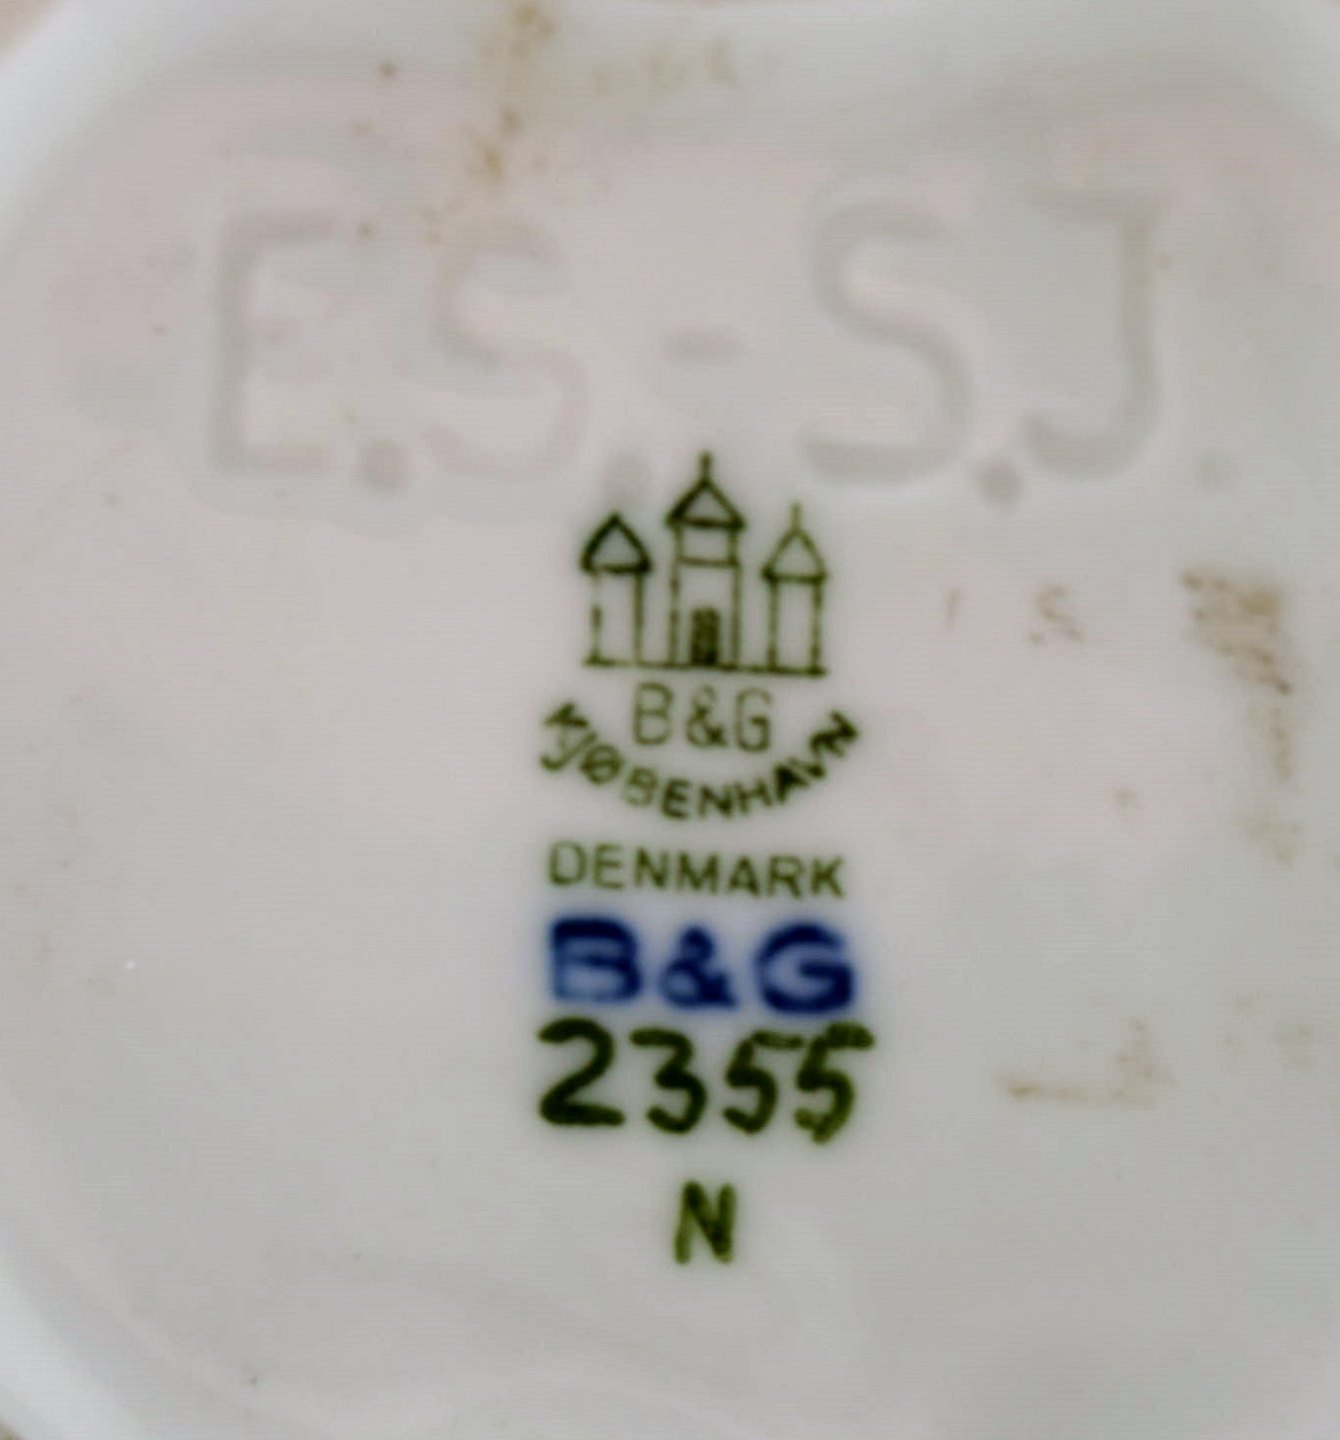 E.S.-S.J.
B&G
KJØBENHAVN
DENMARK
B&G
2355
N